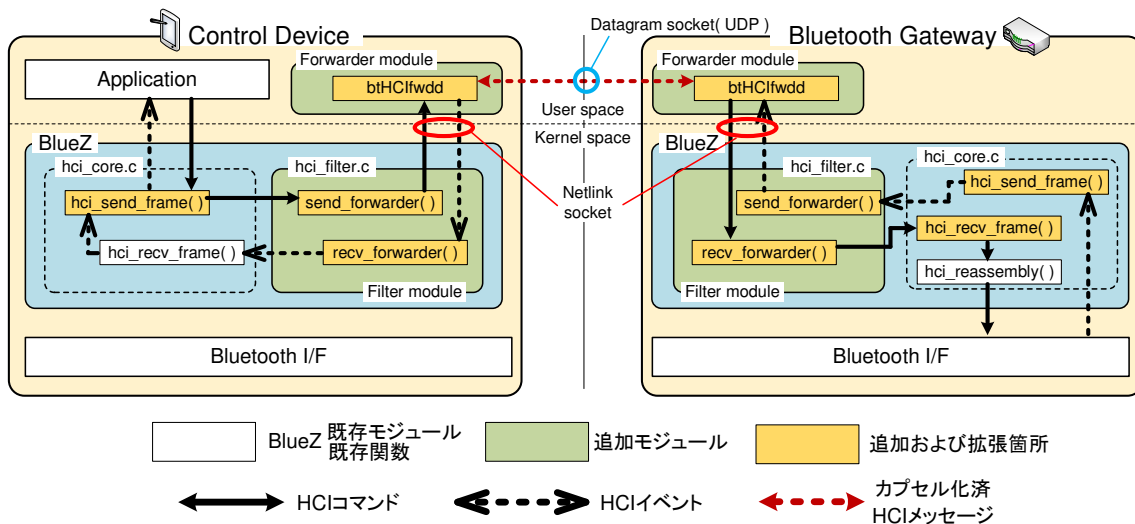 Control Device
Datagram socket( UDP )
Bluetooth Gateway
Forwarder module
Forwarder module
Application
btHCIfwdd
btHCIfwdd
User space
Kernel space
BlueZ
BlueZ
hci_core.c
hci_filter.c
hci_filter.c
hci_core.c
hci_send_frame( )
send_forwarder( )
Netlink
socket
send_forwarder( )
hci_send_frame( )
hci_recv_frame( )
hci_recv_frame( )
recv_forwarder( )
recv_forwarder( )
hci_reassembly( )
Filter module
Filter module
Bluetooth I/F
Bluetooth I/F
BlueZ 既存モジュール
既存関数
追加モジュール
追加および拡張箇所
HCIコマンド
HCIイベント
カプセル化済
HCIメッセージ